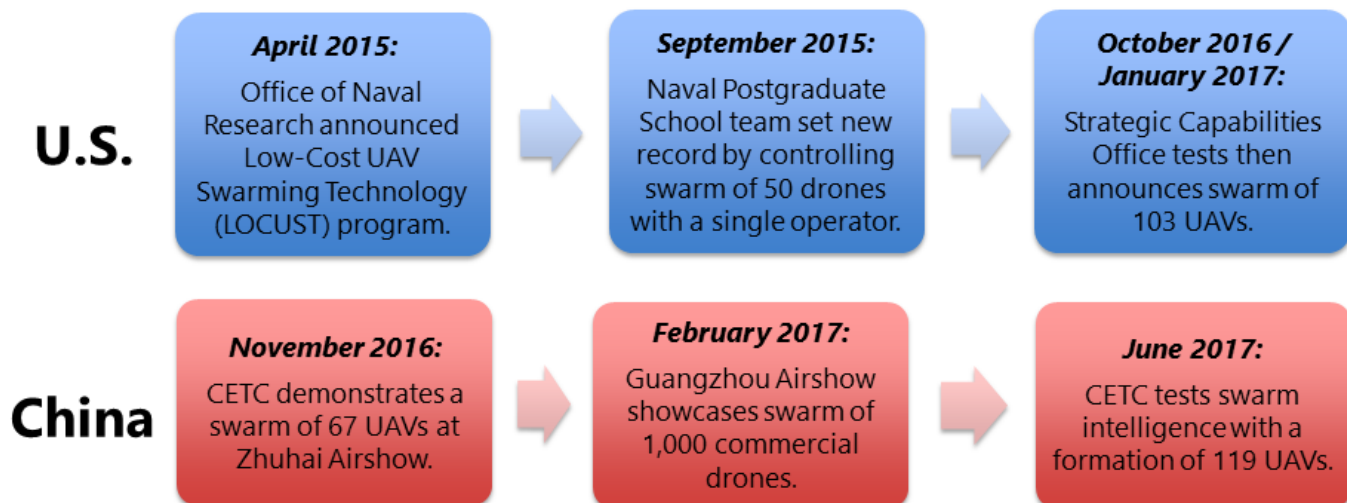 U.S.
April 2015:
Office of Naval
Research announced
Low-Cost UAV
Swarming Technology
(LOCUST) program.
September 2015:
Naval Postgraduate
School team set new
record by controlling
swarm of 50 drones
with a single operator.
October 2016 /
January 2017:
Strategic Capabilities
Office tests then
announces swarm of
103 UAVs.
China
November 2016:
CETC demonstrates a
swarm of 67 UAVs at
Zhuhai Airshow.
February 2017:
Guangzhou Airshow
showcases swarm of
1,000 commercial
drones.
June 2017:
CETC tests swarm
intelligence with a
formation of 119 UAVs.